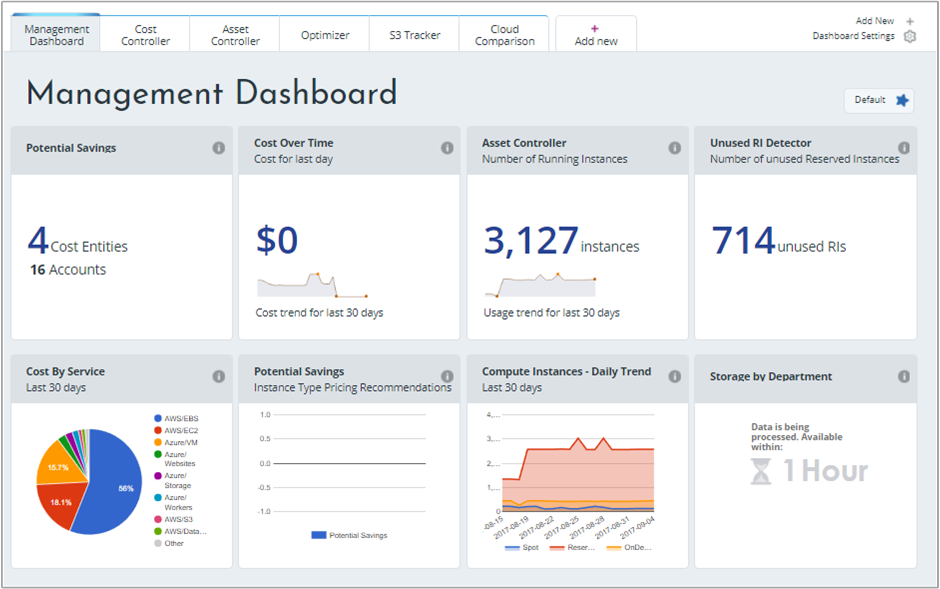 Management
Dashboard
Cost
Controller
Asset
Controller
Optimizer
S3 Tracker
Cloud
Comparison
+
Add new
Add New +
Dashboard Settings
Management Dashboard
Default
Potential Savings
4 Cost Entities
16 Accounts
Cost Over Time
Cost for last day
$0
Cost trend for last 30 days
Asset Controller
Number of Running Instances
3,127 instances
Usage trend for last 30 days
Unused RI Detector
Number of unused Reserved Instances
714 unused RIs
Cost By Service
Last 30 days
56%
18.1%
15.7%
AWS/EBS
AWS/EC2
Azure/VM
Azure/
Websites
Azure/
Storage
Azure/
Workers
AWS/S3
AWS/Data...
Other
Potential Savings
Instance Type Pricing Recommendations
1.0
0.5
0.0
-0.5
-1.0
Potential Savings
Compute Instances - Daily Trend
Last 30 days
4,...
3,...
2,...
1,...
0
-08-15
2017-08-19
2017-08-22
2017-08-25
2017-08-28
2017-08-31
2017-09-04
Spot
Reser...
OnDe...
Storage by Department
Data is being
processed. Available
within:
1 Hour